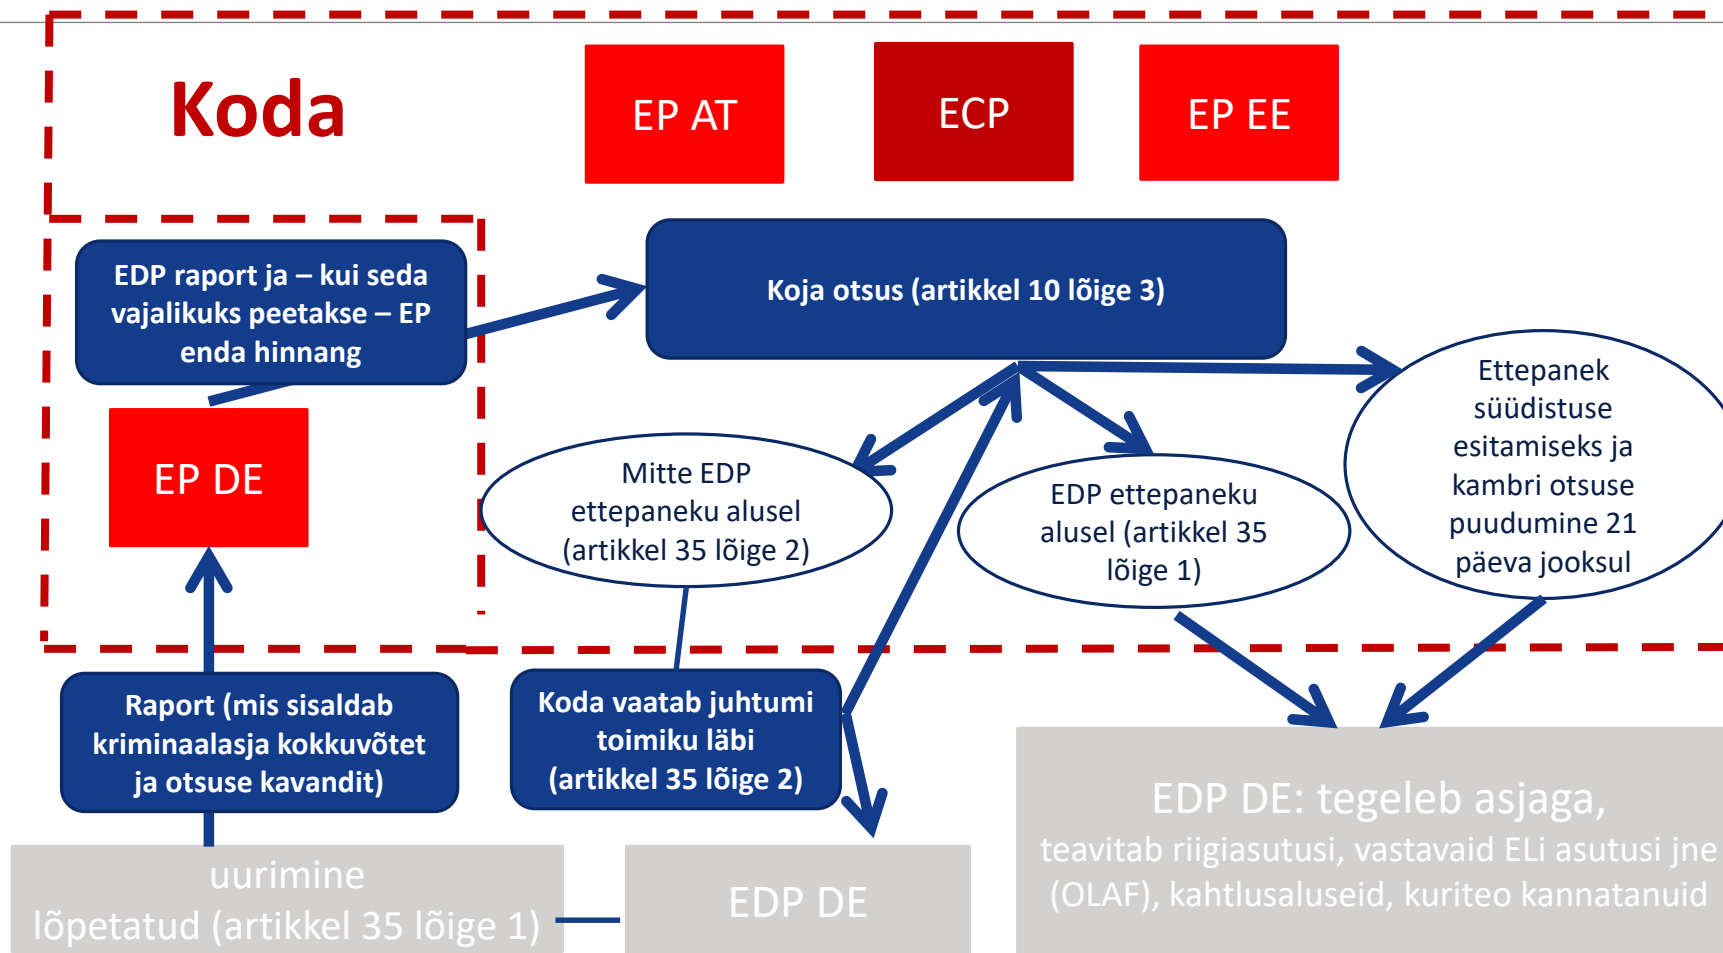 Koda
EP AT
ECP
EP EE
EDP raport ja – kui seda
vajalikuks peetakse – EP
enda hinnang
Koja otsus (artikkel 10 lõige 3)
EP DE
Mitte EDP
ettepaneku alusel
(artikkel 35 lõige 2)
EDP ettepaneku
alusel (artikkel 35
lõige 1)
Ettepanek
süüdistuse
esitamiseks ja
kambri otsuse
puudumine 21
päeva jooksul
Raport (mis sisaldab
kriminaalasja kokkuvõtet
ja otsuse kavandit)
Koda vaatab juhtumi
toimiku läbi
(artikkel 35 lõige 2)
uurimine
lõpetatud (artikkel 35 lõige 1)
EDP DE
EDP DE: tegeleb asjaga,
teavitab riigiasutusi, vastavaid ELi asutusi jne
(OLAF), kahtlusaluseid, kuriteo kannatanuid